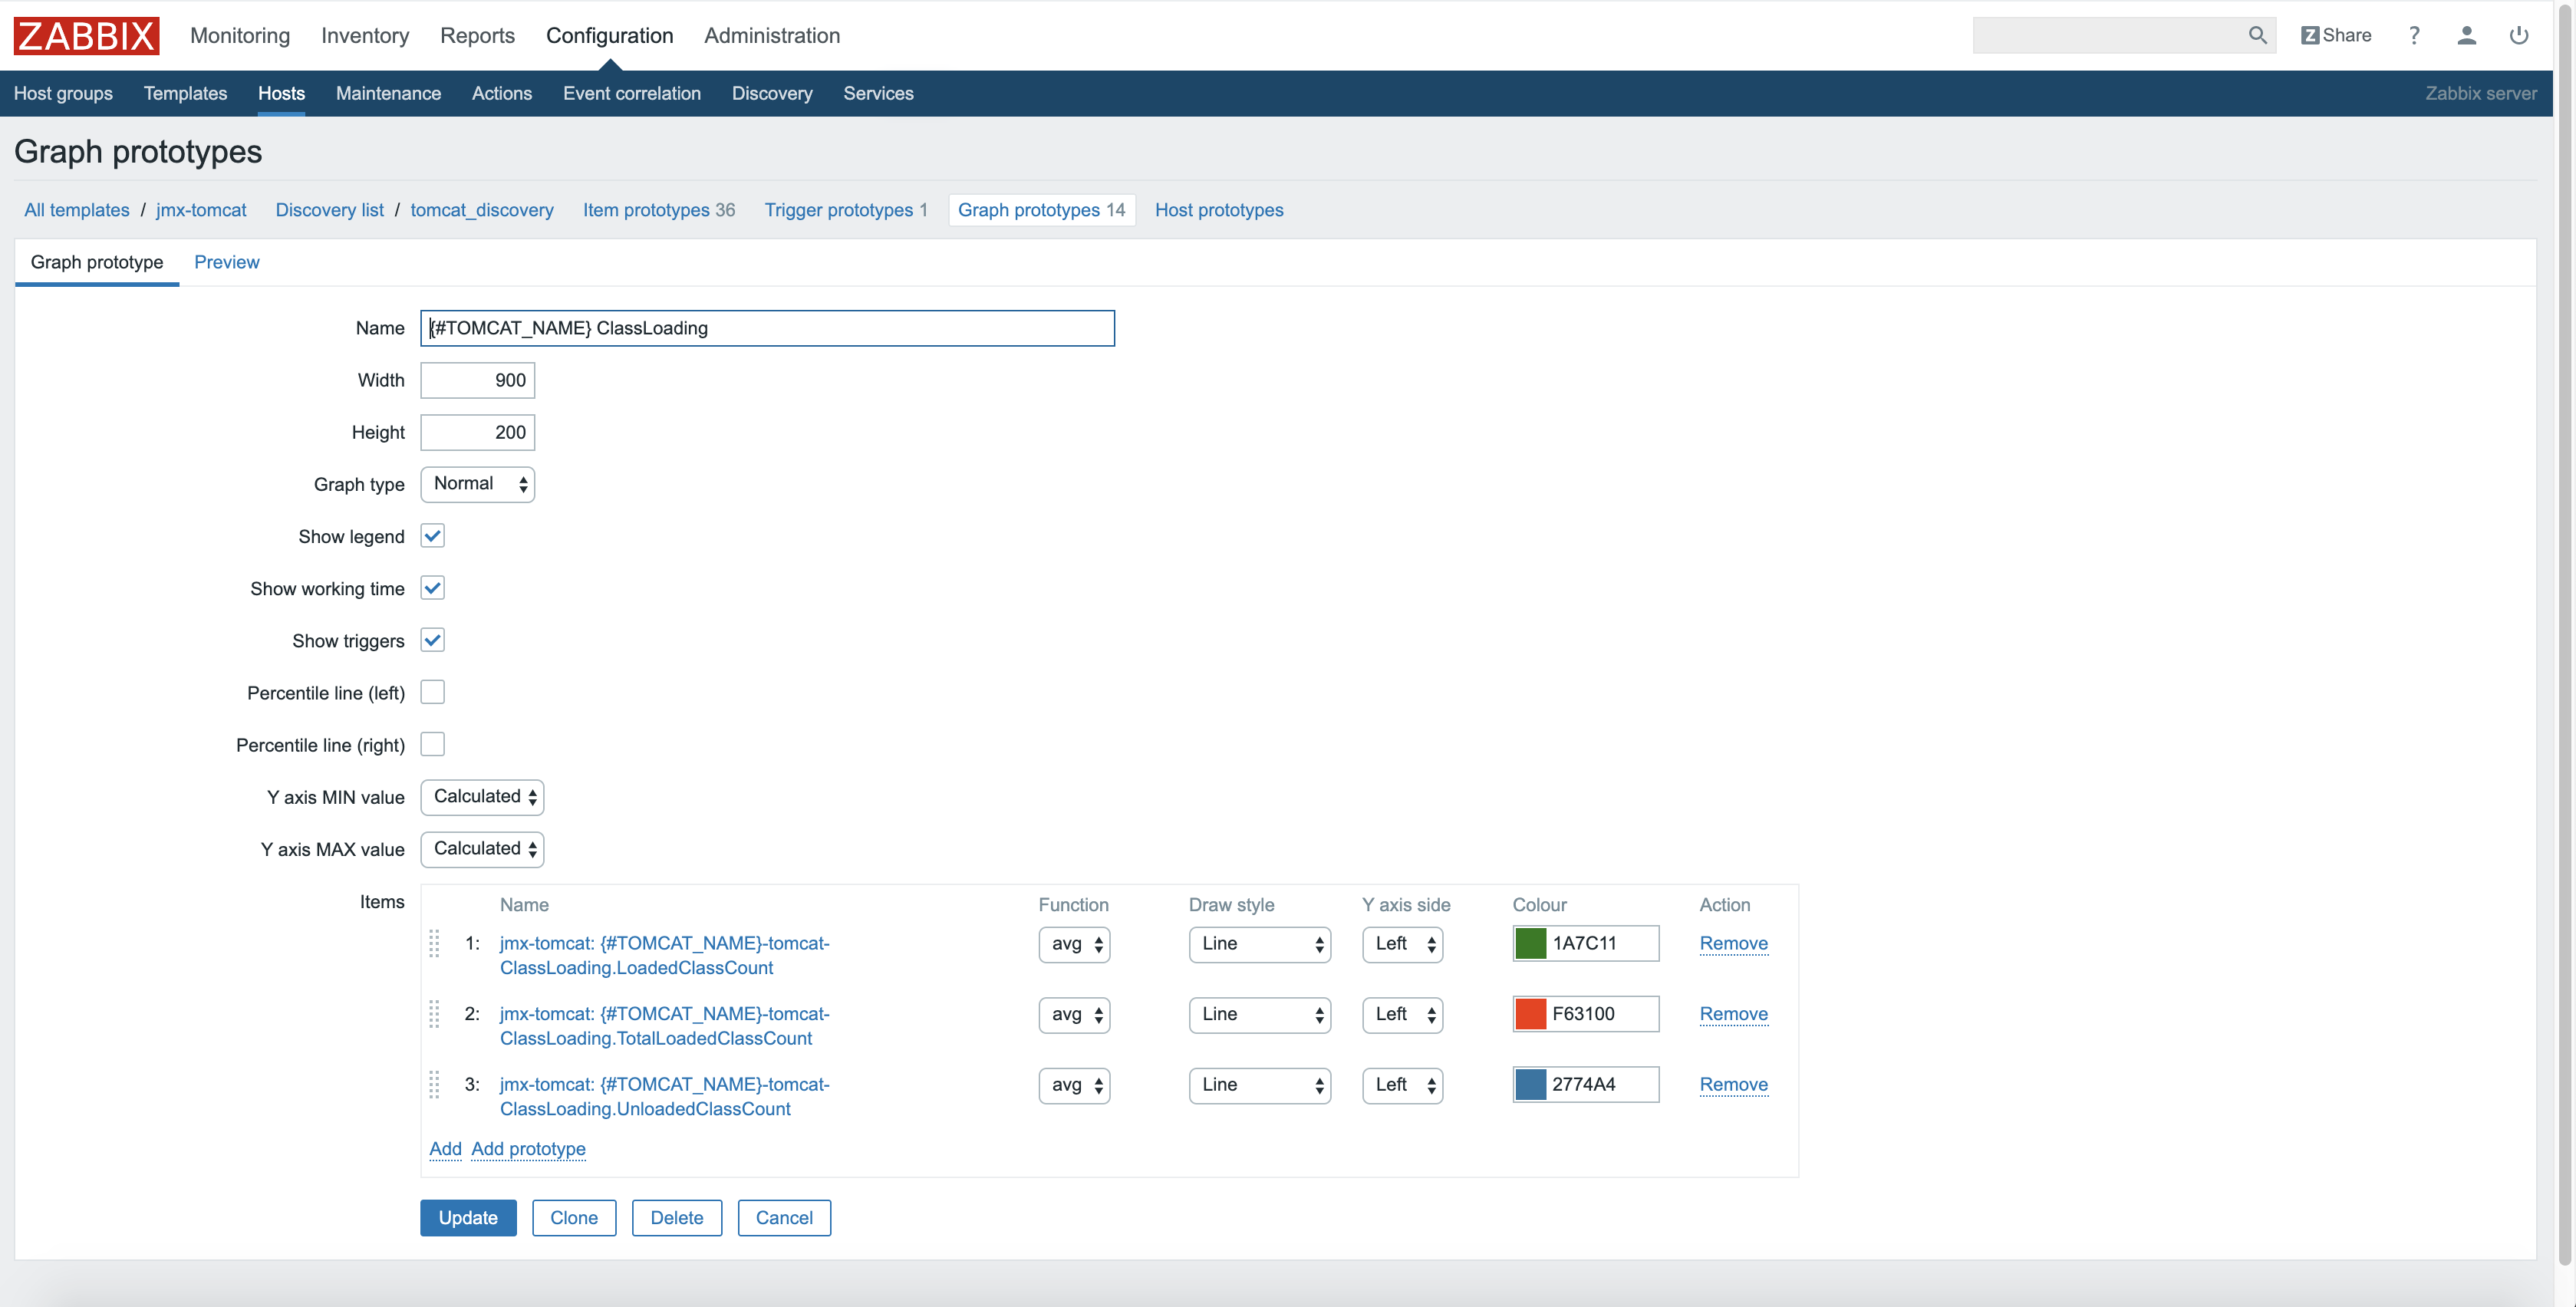 ZABBIX Monitoring Inventory Reports Configuration Administration Z Share ?
Host groups Templates Hosts Maintenance Actions Event correlation Discovery Services Zabbix server
Graph prototypes
All templates / jmx-tomcat Discovery list / tomcat_discovery Item prototypes 36 Trigger prototypes 1 Graph prototypes 14 Host prototypes
Graph prototype Preview
Name {#TOMCAT_NAME} ClassLoading
Width 900
Height 200
Graph type Normal
Show legend
Show working time
Show triggers
Percentile line (left)
Percentile line (right)
Y axis MIN value Calculated
Y axis MAX value Calculated
Items Name Function Draw style Y axis side Colour Action
1: jmx-tomcat: {#TOMCAT_NAME}-tomcat- avg Line Left 1A7C11 Remove
ClassLoading.LoadedClassCount
2: jmx-tomcat: {#TOMCAT_NAME}-tomcat- avg Line Left F63100 Remove
ClassLoading.TotalLoadedClassCount
3: jmx-tomcat: {#TOMCAT_NAME}-tomcat- avg Line Left 2774A4 Remove
ClassLoading.UnloadedClassCount
Add Add prototype
Update Clone Delete Cancel